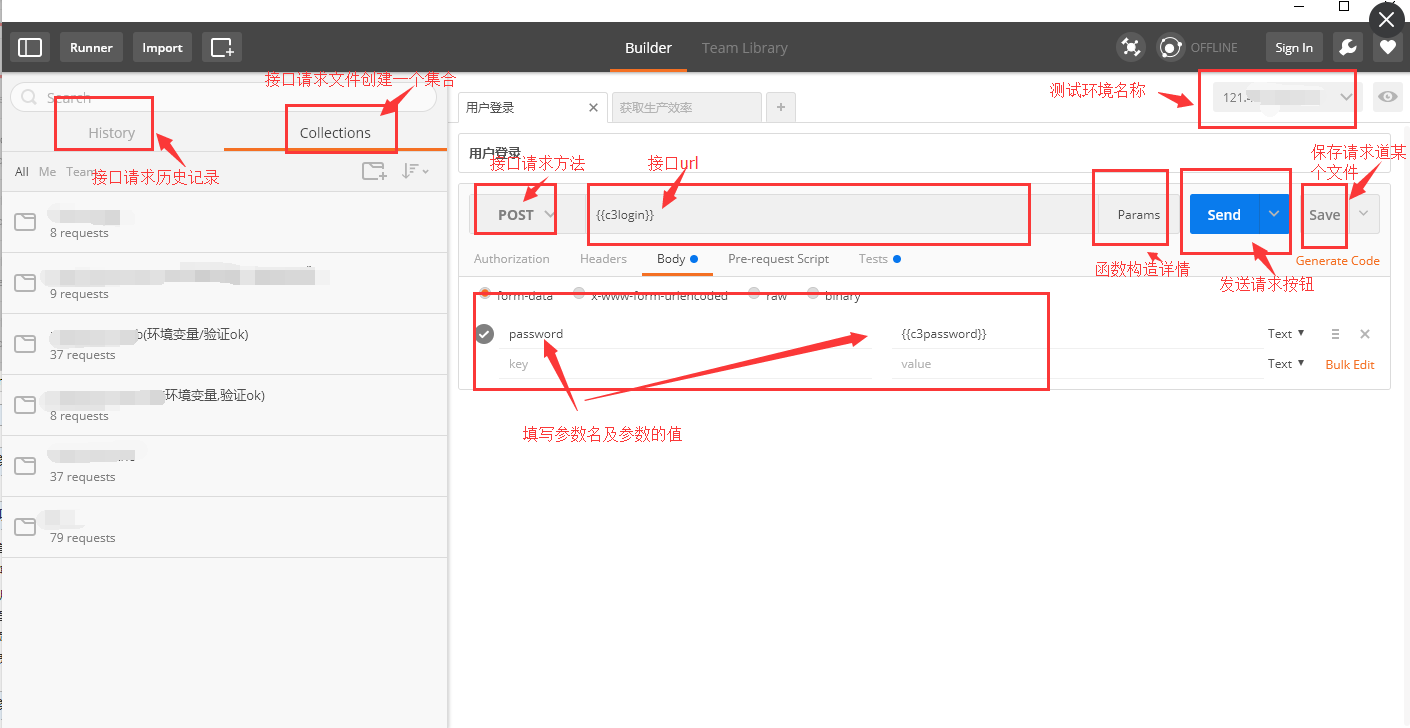 Runner
Import
Builder
Team Library
OFFLINE
Sign In
接口请求文件创建一个集合
Search
测试环境名称
121.
用户登录
获取生产效率
+
History
Collections
用户登录
保存请求道某
个文件
接口请求方法
接口url
All Me Team
接口请求历史记录
POST
{{c3login}}
Params
Send
Save
8 requests
Authorization
Headers
Body
Pre-request Script
Tests
Generate Code
函数构造详情
发送请求按钮
9 requests
form-data
x-www-form-urlencoded
raw
binary
(环境变量/验证ok)
37 requests
password
{{c3password}}
Text
key
value
Text
Bulk Edit
环境变量,验证ok)
8 requests
填写参数名及参数的值
37 requests
79 requests